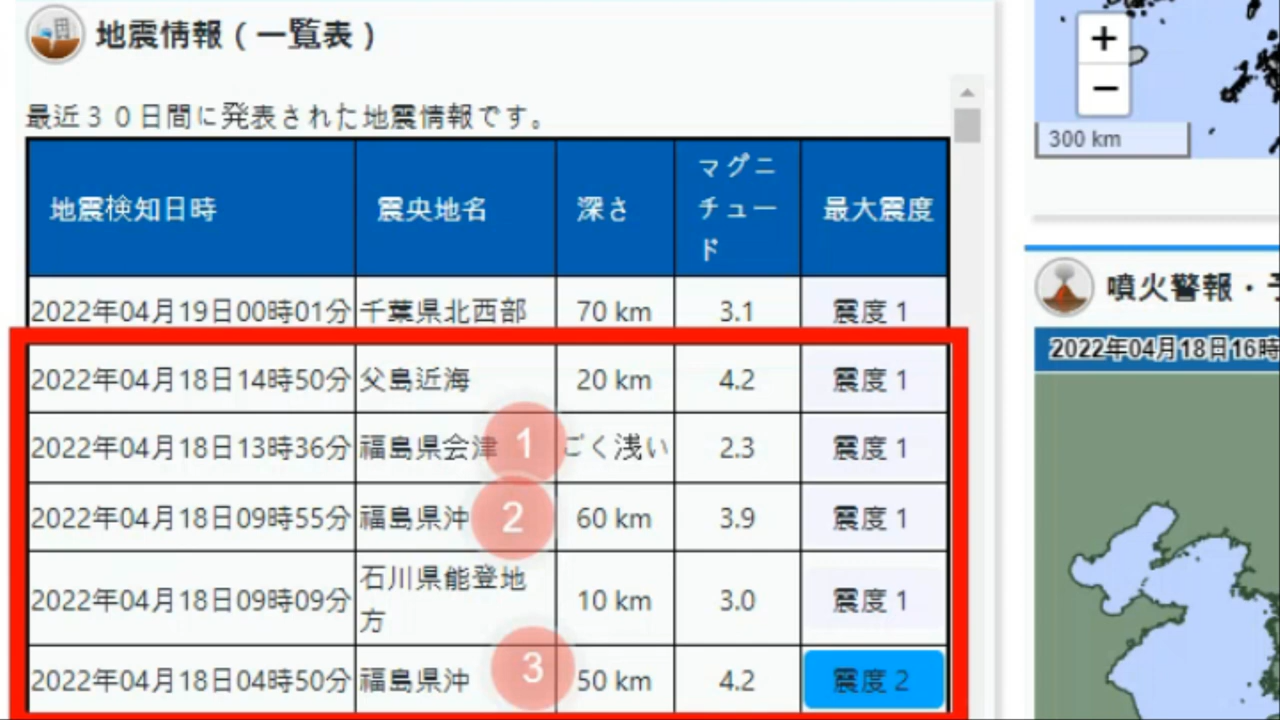 地震情報（一覧表）
最近３０日間に発表された地震情報です。
地震検知日時 震央地名 深さ マグニチュード 最大震度
2022年04月19日00時01分 千葉県北西部 70 km 3.1 震度 1
2022年04月18日14時50分 父島近海 20 km 4.2 震度 1
2022年04月18日13時36分 福島県会津 1 ごく浅い 2.3 震度 1
2022年04月18日09時55分 福島県沖 2 60 km 3.9 震度 1
2022年04月18日09時09分 石川県能登地方 10 km 3.0 震度 1
2022年04月18日04時50分 福島県沖 3 50 km 4.2 震度 2
+
−
300 km
噴火警報・
2022年04月18日16時